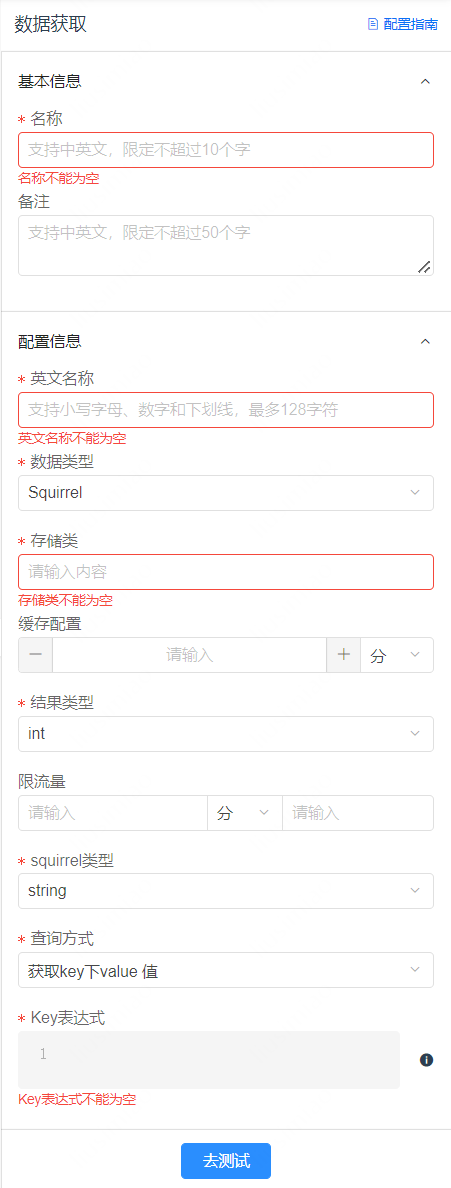 数据获取 配置指南
基本信息
* 名称
支持中英文，限定不超过10个字
名称不能为空
备注
支持中英文，限定不超过50个字
配置信息
* 英文名称
支持小写字母、数字和下划线，最多128字符
英文名称不能为空
* 数据类型
Squirrel
* 存储类
请输入内容
存储类不能为空
缓存配置
请输入 分
* 结果类型
int
限流量
请输入 分 请输入
* squirrel类型
string
* 查询方式
获取key下value 值
* Key表达式
1
Key表达式不能为空
去测试